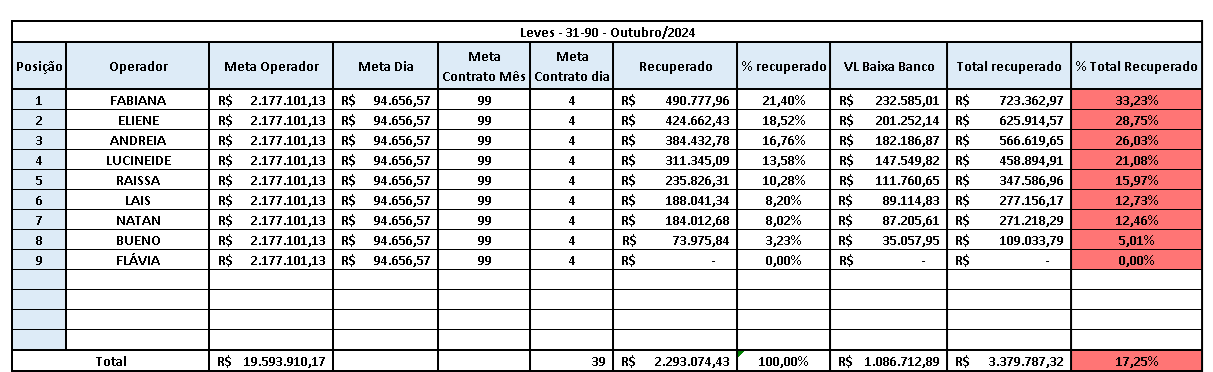 Leves - 31-90 - Outubro/2024
Posição Operador Meta Operador Meta Dia Meta Contrato Mês Meta Contrato dia Recuperado % recuperado VL Baixa Banco Total recuperado % Total Recuperado
1 FABIANA R$ 2.177.101,13 R$ 94.656,57 99 4 R$ 490.777,96 21,40% R$ 232.585,01 R$ 723.362,97 33,23%
2 ELIENE R$ 2.177.101,13 R$ 94.656,57 99 4 R$ 424.662,43 18,52% R$ 201.252,14 R$ 625.914,57 28,75%
3 ANDREIA R$ 2.177.101,13 R$ 94.656,57 99 4 R$ 384.432,78 16,76% R$ 182.186,87 R$ 566.619,65 26,03%
4 LUCINEIDE R$ 2.177.101,13 R$ 94.656,57 99 4 R$ 311.345,09 13,58% R$ 147.549,82 R$ 458.894,91 21,08%
5 RAISSA R$ 2.177.101,13 R$ 94.656,57 99 4 R$ 235.826,31 10,28% R$ 111.760,65 R$ 347.586,96 15,97%
6 LAIS R$ 2.177.101,13 R$ 94.656,57 99 4 R$ 188.041,34 8,20% R$ 89.114,83 R$ 277.156,17 12,73%
7 NATAN R$ 2.177.101,13 R$ 94.656,57 99 4 R$ 184.012,68 8,02% R$ 87.205,61 R$ 271.218,29 12,46%
8 BUENO R$ 2.177.101,13 R$ 94.656,57 99 4 R$ 73.975,84 3,23% R$ 35.057,95 R$ 109.033,79 5,01%
9 FLÁVIA R$ 2.177.101,13 R$ 94.656,57 99 4 R$ - 0,00% R$ - R$ - 0,00%
Total R$ 19.593.910,17 39 R$ 2.293.074,43 100,00% R$ 1.086.712,89 R$ 3.379.787,32 17,25%